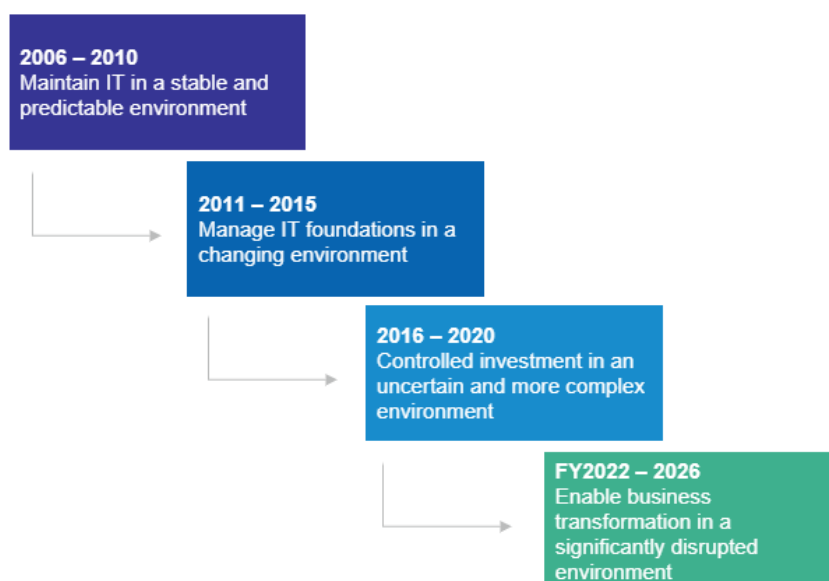 2006 – 2010
Maintain IT in a stable and
predictable environment
2011 – 2015
Manage IT foundations in a
changing environment
2016 – 2020
Controlled investment in an
uncertain and more complex
environment
FY2022 – 2026
Enable business
transformation in a
significantly disrupted
environment